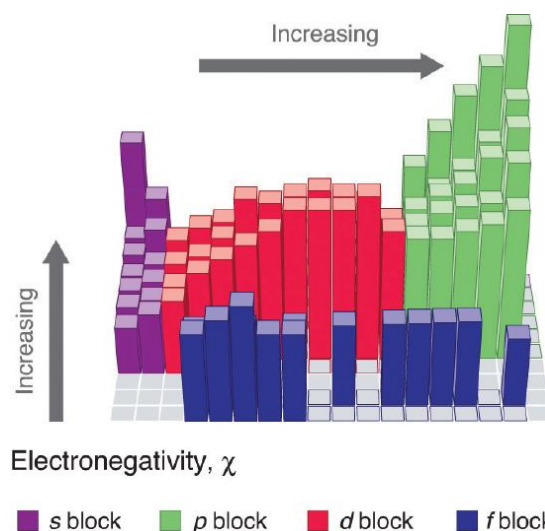 Increasing
Increasing
Electronegativity, χ
s block
p block
d block
f block